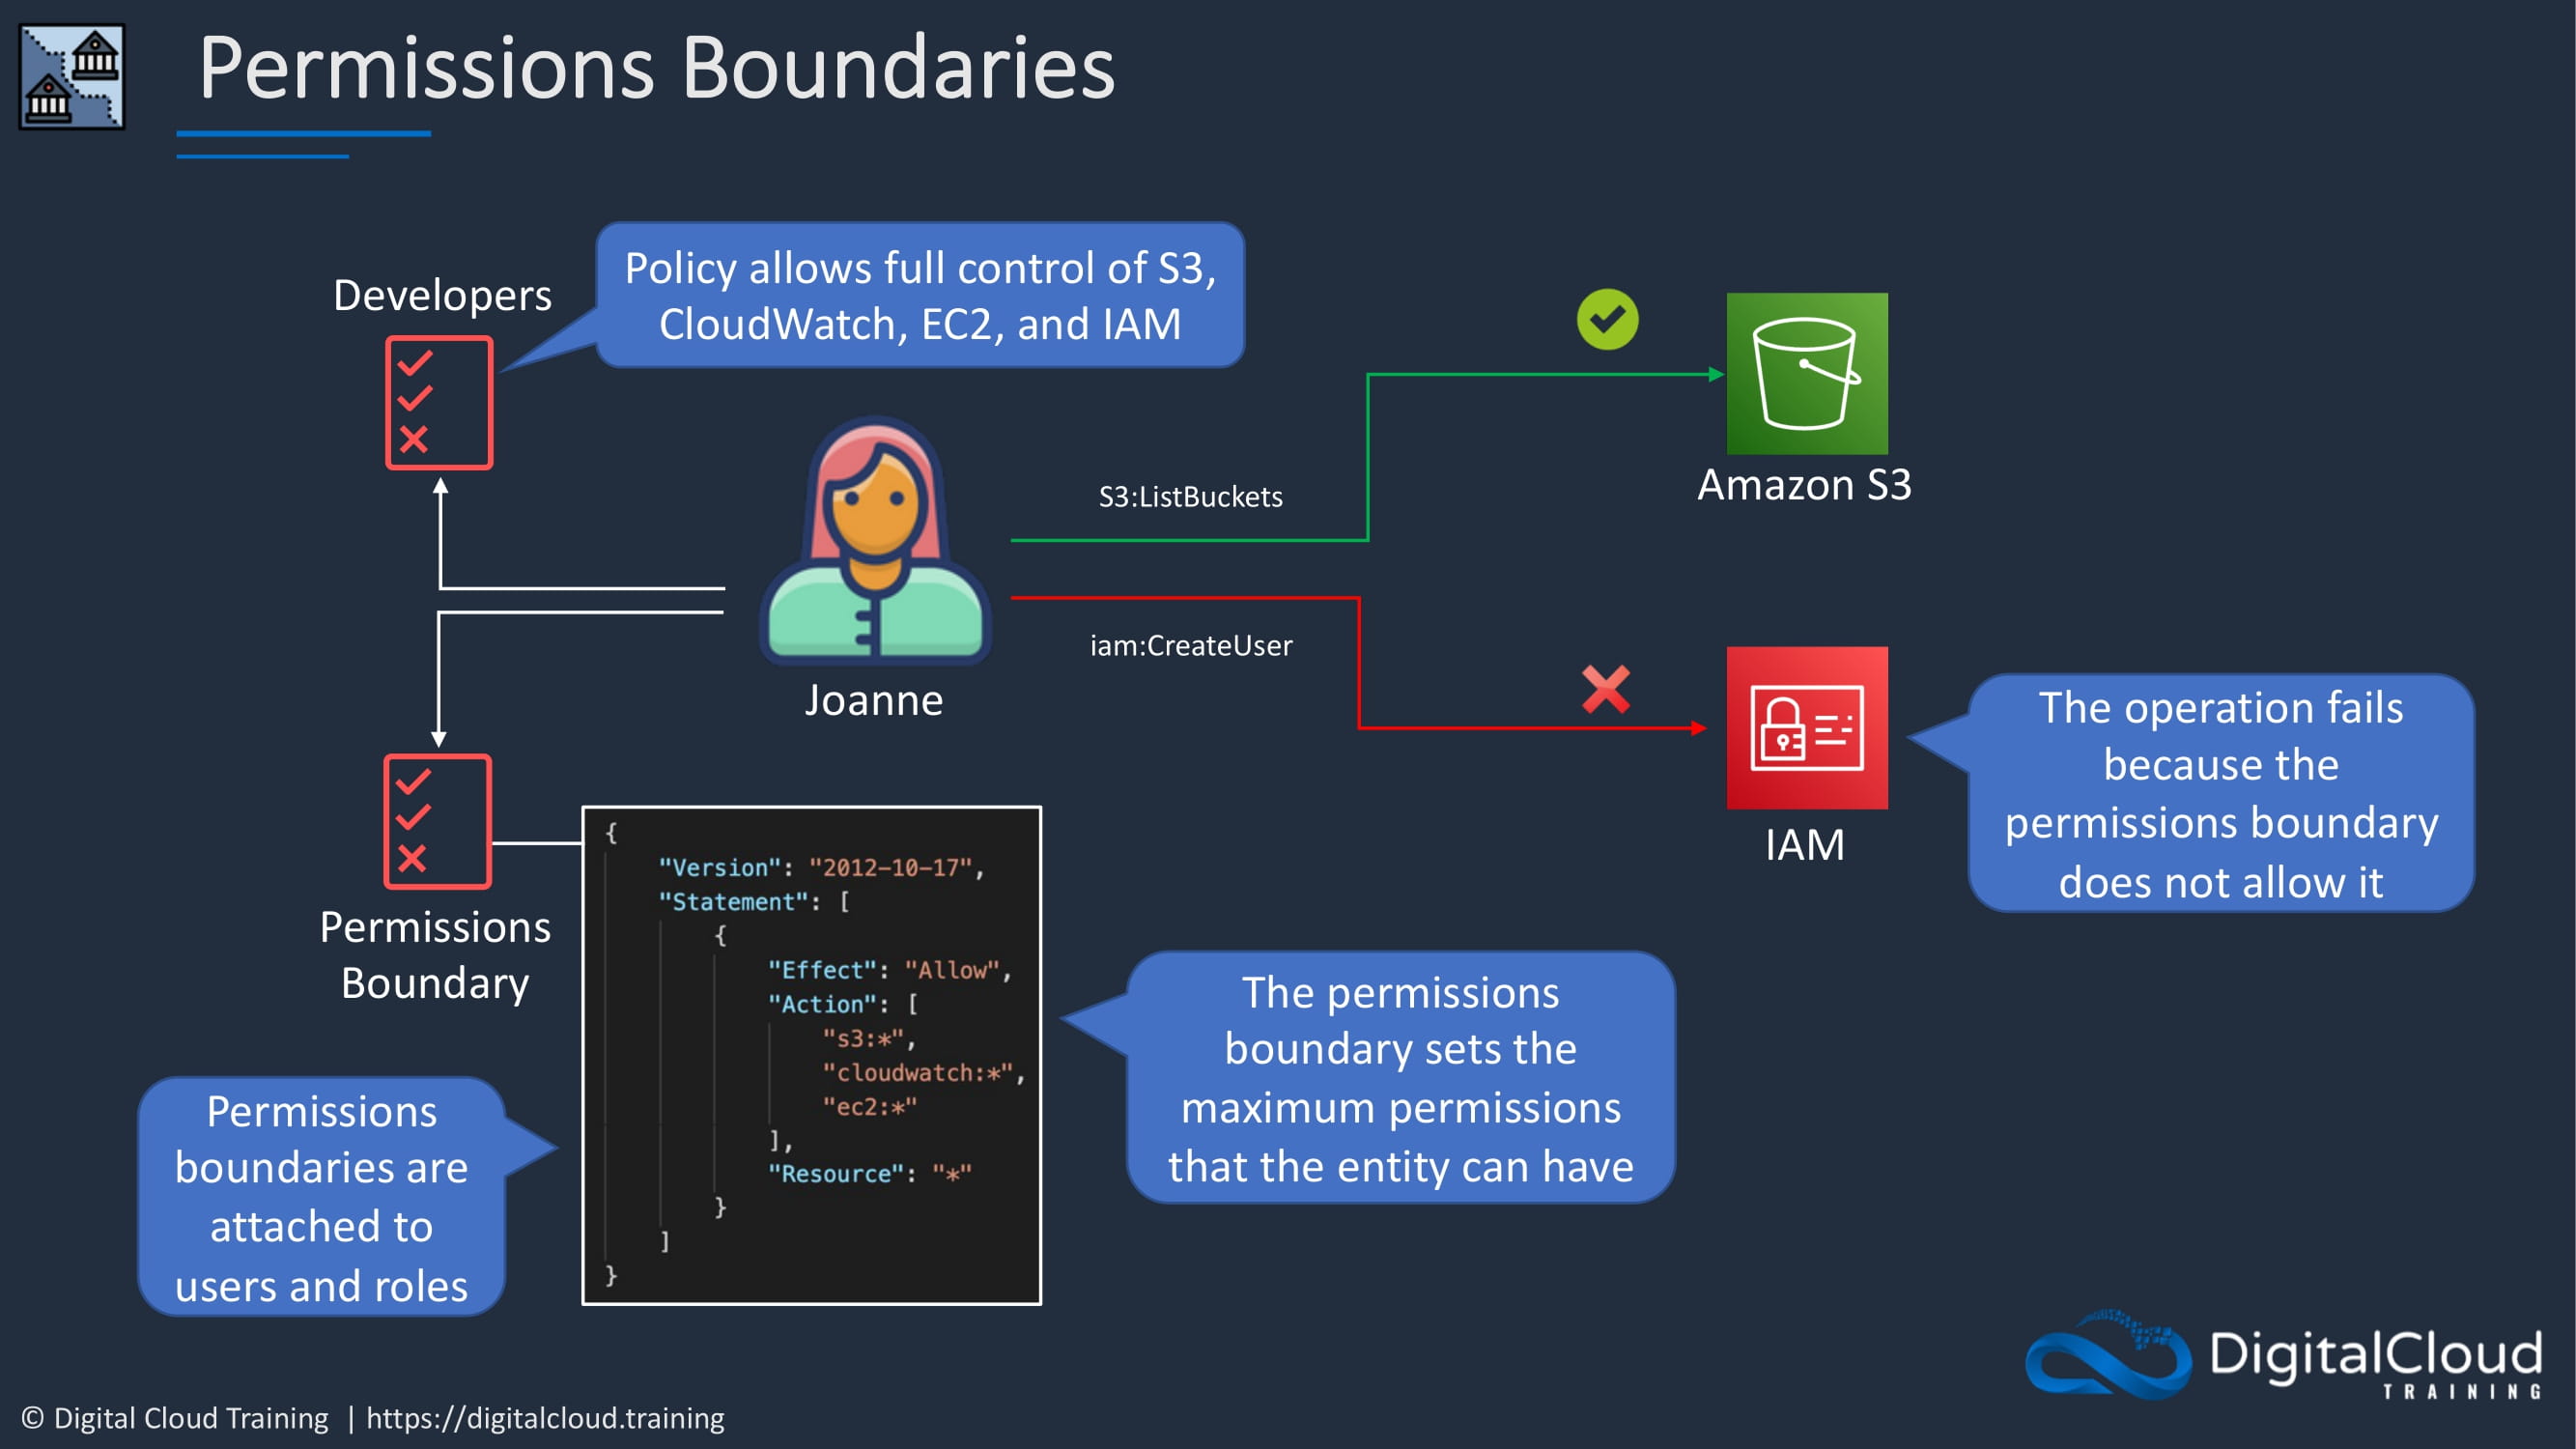 Permissions Boundaries
Developers
Policy allows full control of S3,
CloudWatch, EC2, and IAM
Amazon S3
S3:ListBuckets
iam:CreateUser
Joanne
IAM
The operation fails
because the
permissions boundary
does not allow it
Permissions
Boundary
{
"Version": "2012-10-17",
"Statement": [
{
"Effect": "Allow",
"Action": [
"s3:*",
"cloudwatch:*",
"ec2:*"
],
"Resource": "*"
}
]
}
The permissions
boundary sets the
maximum permissions
that the entity can have
Permissions
boundaries are
attached to
users and roles
DigitalCloud
TRAINING
© Digital Cloud Training | https://digitalcloud.training